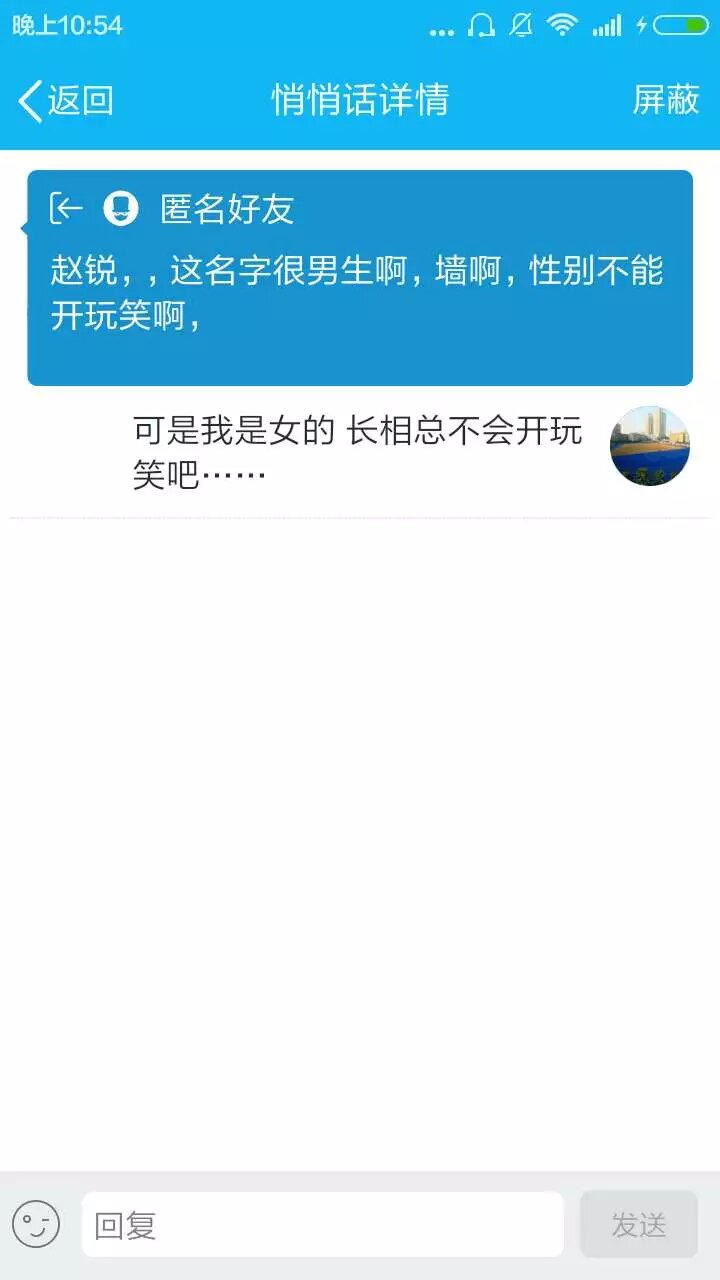 晚上10:54
返回 悄悄话详情 屏蔽
匿名好友
赵锐，，这名字很男生啊，墙啊，性别不能
开玩笑啊，
可是我是女的 长相总不会开玩
笑吧……
回复 发送